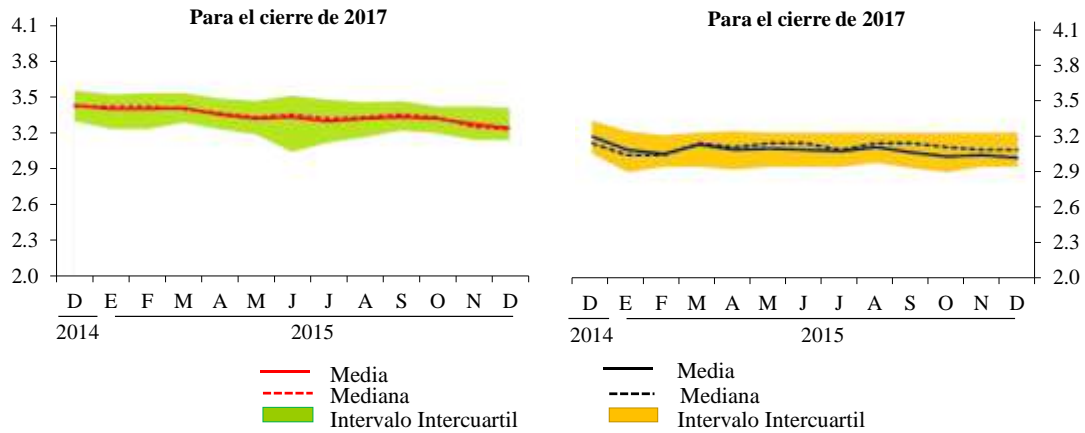 Para el cierre de 2017
4.1
3.8
3.5
3.2
2.9
2.6
2.3
2.0
D E F M A M J J A S O N D
2014 2015
Para el cierre de 2017
4.1
3.8
3.5
3.2
2.9
2.6
2.3
2.0
D E F M A M J J A S O N D
2014 2015
Media
Mediana
Intervalo Intercuartil
Media
Mediana
Intervalo Intercuartil